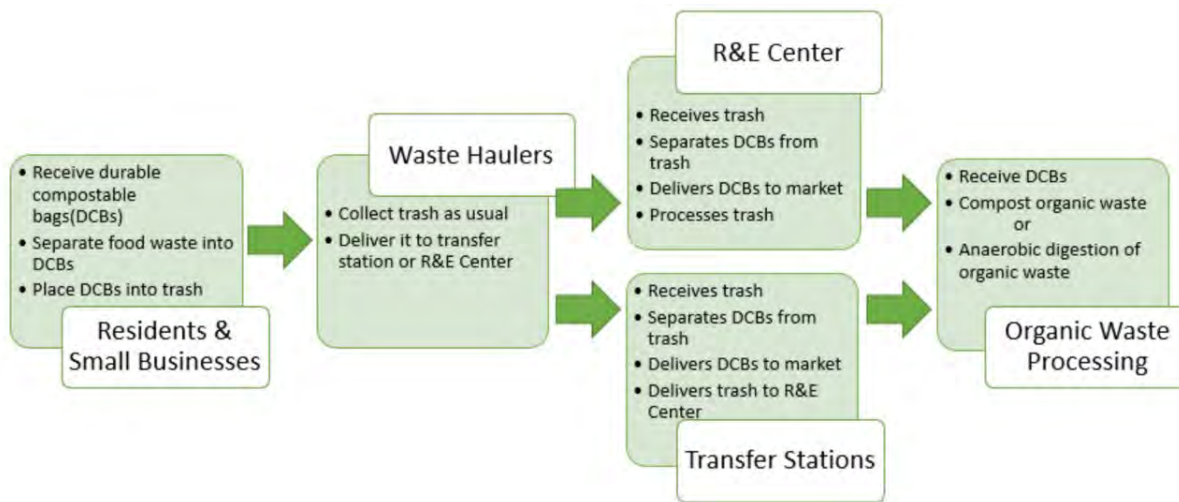 • Receive durable
compostable
bags(DCBs)
• Separate food waste into
DCBs
• Place DCBs into trash
Residents &
Small Businesses
Waste Haulers
• Collect trash as usual
• Deliver it to transfer
station or R&E Center
R&E Center
• Receives trash
• Separates DCBs from
trash
• Delivers DCBs to market
• Processes trash
• Receives trash
• Separates DCBs from
trash
• Delivers DCBs to market
• Delivers trash to R&E
Center
Transfer Stations
• Receive DCBs
• Compost organic waste
or
• Anaerobic digestion of
organic waste
Organic Waste
Processing